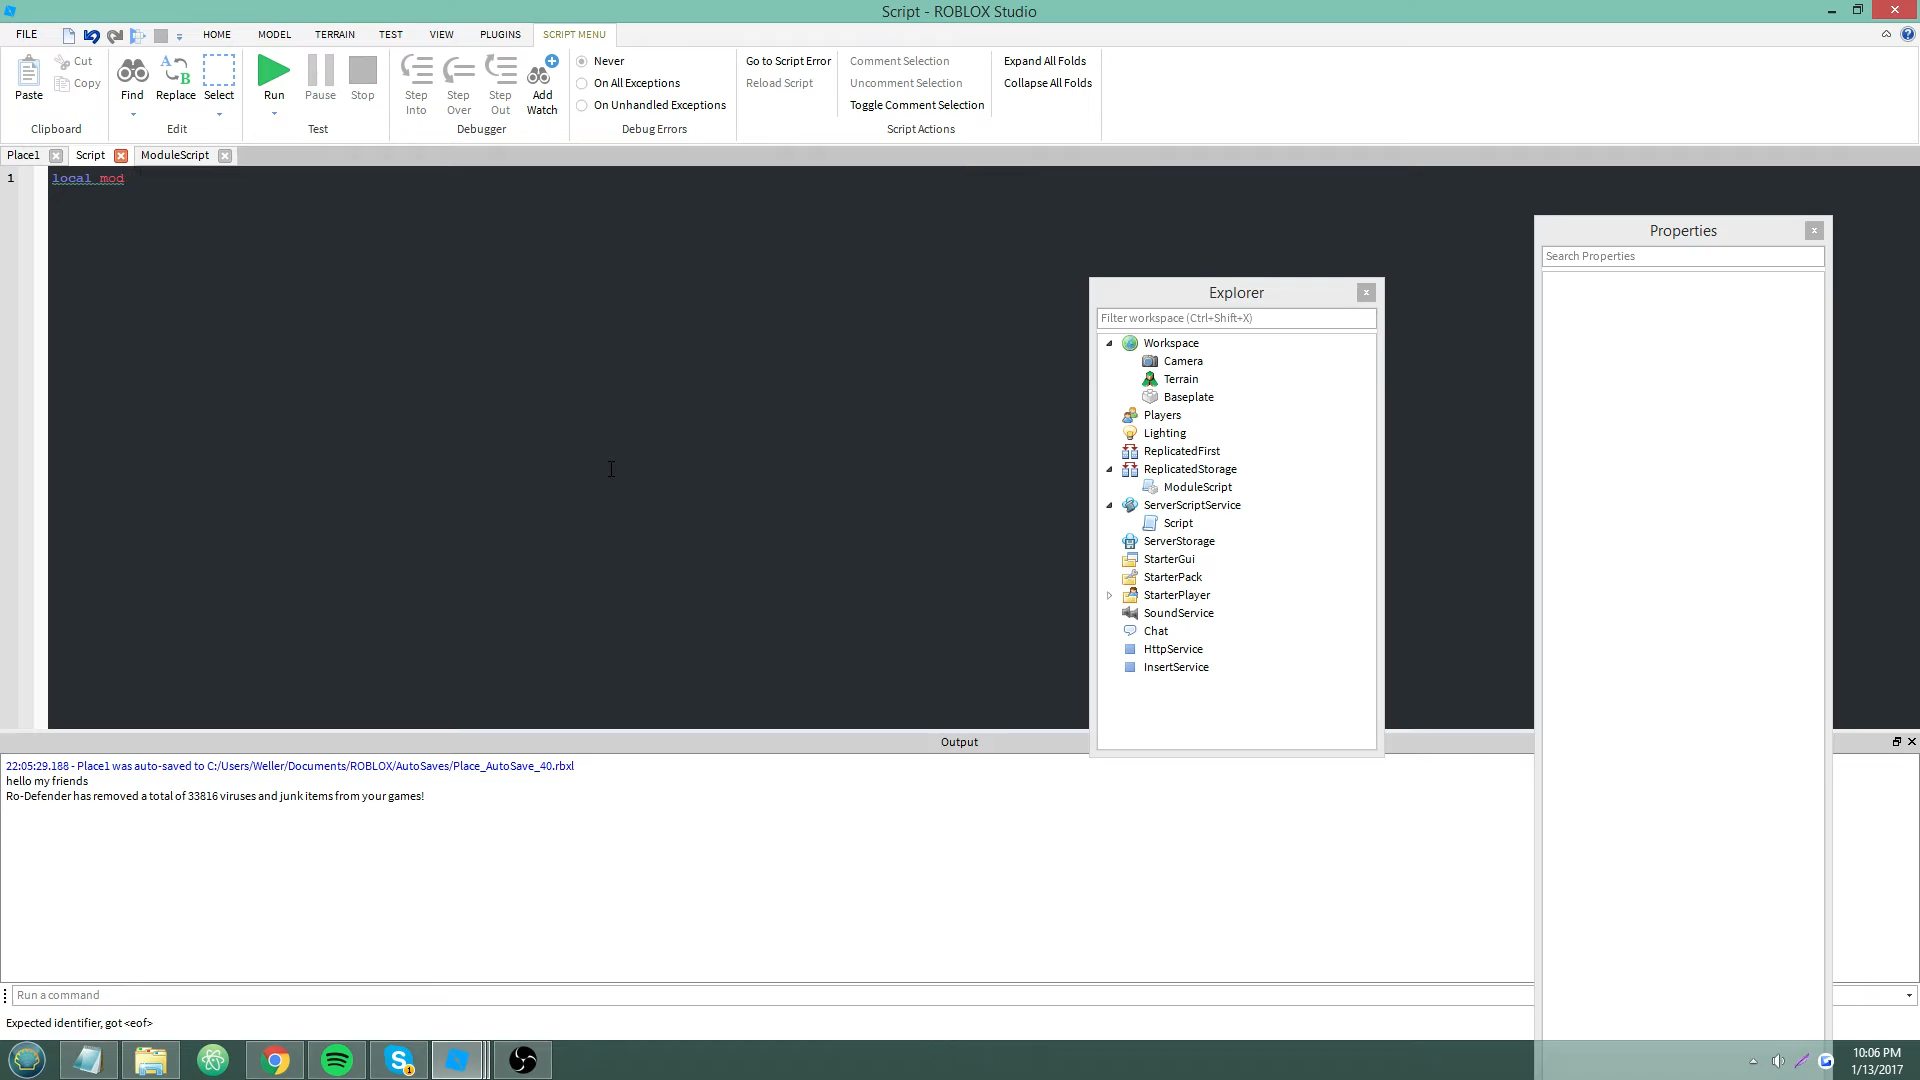 Script - ROBLOX Studio
FILE HOME MODEL TERRAIN TEST VIEW PLUGINS SCRIPT MENU
Paste
Cut
Copy
Clipboard
Find
Replace
Select
Edit
Run
Pause
Stop
Test
Step Into
Step Over
Step Out
Add Watch
Debugger
Never
On All Exceptions
On Unhandled Exceptions
Debug Errors
Go to Script Error
Reload Script
Comment Selection
Uncomment Selection
Toggle Comment Selection
Script Actions
Expand All Folds
Collapse All Folds
Place1 Script ModuleScript
1 local mod
Explorer
Filter workspace (Ctrl+Shift+X)
Workspace
Camera
Terrain
Baseplate
Players
Lighting
ReplicatedFirst
ReplicatedStorage
ModuleScript
ServerScriptService
Script
ServerStorage
StarterGui
StarterPack
StarterPlayer
SoundService
Chat
HttpService
InsertService
Properties
Search Properties
Output
22:05:29.188 - Place1 was auto-saved to C:/Users/Weller/Documents/ROBLOX/AutoSaves/Place_AutoSave_40.rbxl
hello my friends
Ro-Defender has removed a total of 33816 viruses and junk items from your games!
Run a command
Expected identifier, got <eof>
10:06 PM
1/13/2017